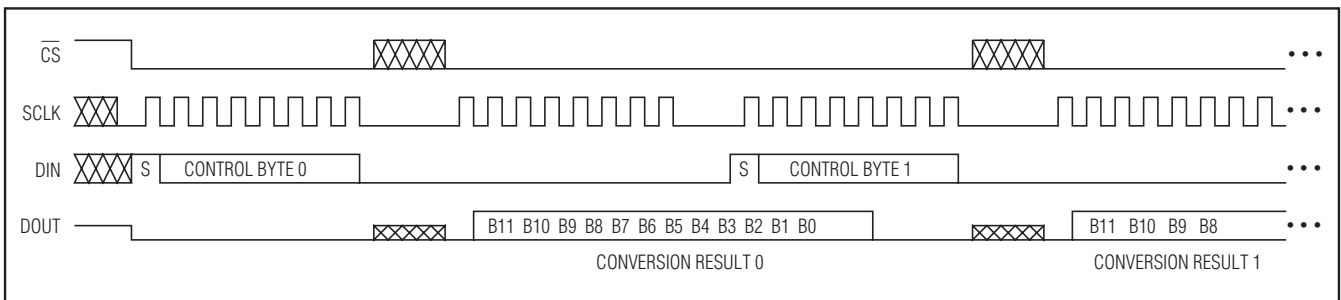 CS •••
SCLK •••
DIN S CONTROL BYTE 0 S CONTROL BYTE 1 •••
DOUT B11 B10 B9 B8 B7 B6 B5 B4 B3 B2 B1 B0 B11 B10 B9 B8 •••
CONVERSION RESULT 0 CONVERSION RESULT 1